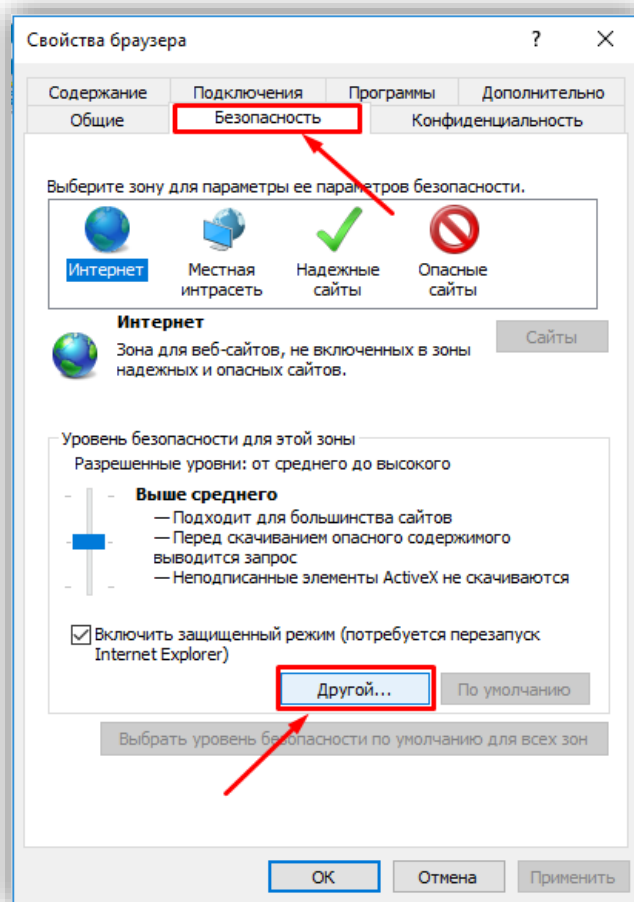 Свойства браузера
?
Содержание Подключения Программы Дополнительно
Общие Безопасность Конфиденциальность
Выберите зону для параметры ее параметров безопасности.
Интернет Местная интрасеть Надежные сайты Опасные сайты
Интернет
Сайты
Зона для веб-сайтов, не включенных в зоны
надежных и опасных сайтов.
Уровень безопасности для этой зоны
Разрешенные уровни: от среднего до высокого
Выше среднего
— Подходит для большинства сайтов
— Перед скачиванием опасного содержимого
выводится запрос
— Неподписанные элементы ActiveX не скачиваются
Включить защищенный режим (потребуется перезапуск
Internet Explorer)
Другой... По умолчанию
Выбрать уровень безопасности по умолчанию для всех зон
ОК Отмена Применить